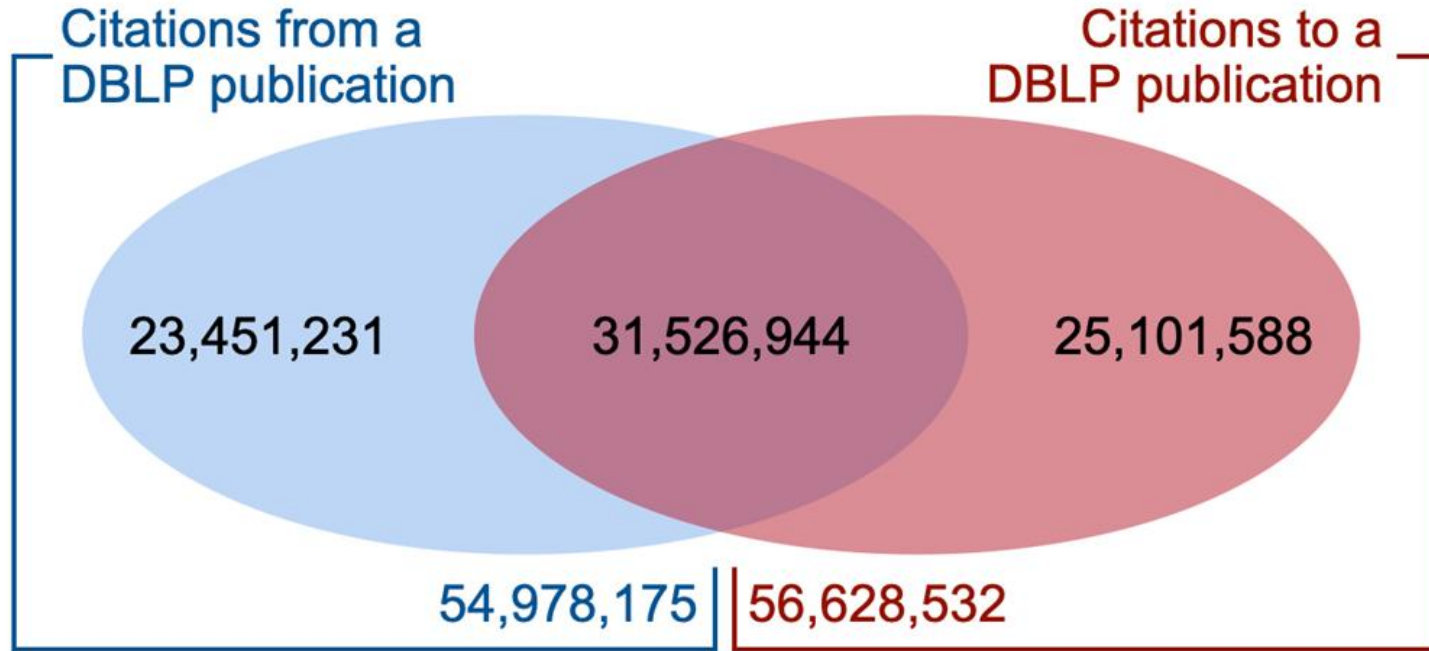 Citations from a
DBLP publication
Citations to a
DBLP publication
23,451,231
31,526,944
25,101,588
54,978,175
56,628,532